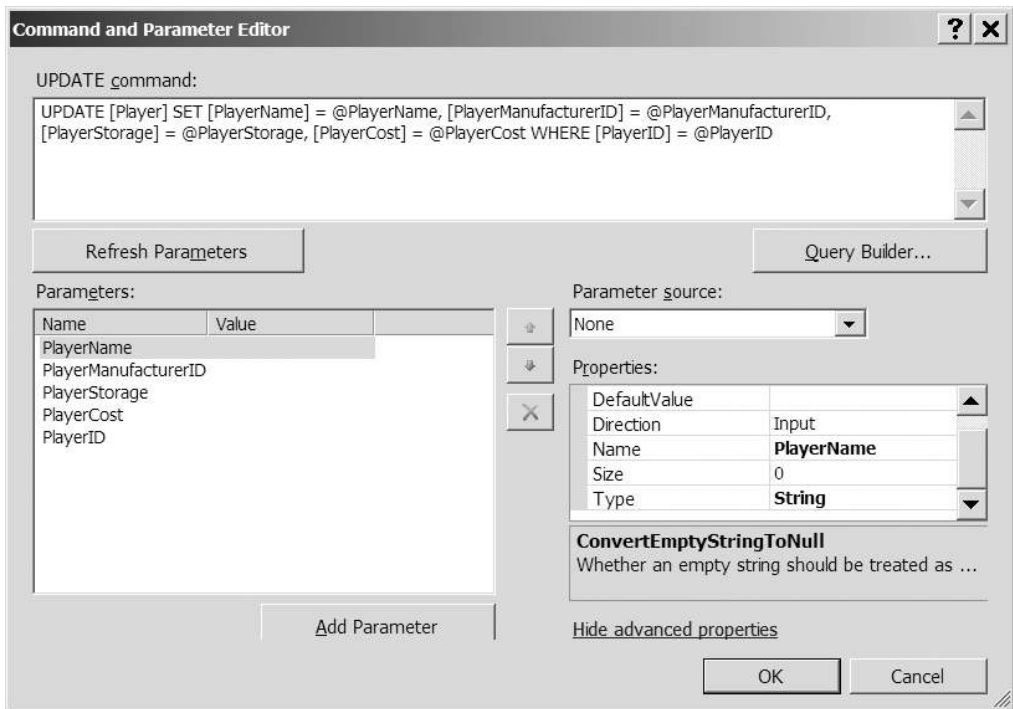 Command and Parameter Editor
UPDATE command:
UPDATE [Player] SET [PlayerName] = @PlayerName, [PlayerManufacturerID] = @PlayerManufacturerID,
[PlayerStorage] = @PlayerStorage, [PlayerCost] = @PlayerCost WHERE [PlayerID] = @PlayerID
Refresh Parameters
Query Builder...
Parameters:
Name Value
PlayerName
PlayerManufacturerID
PlayerStorage
PlayerCost
PlayerID
Add Parameter
Parameter source:
None
Properties:
DefaultValue
Direction Input
Name PlayerName
Size 0
Type String
ConvertEmptyStringToNull
Whether an empty string should be treated as ...
Hide advanced properties
OK
Cancel